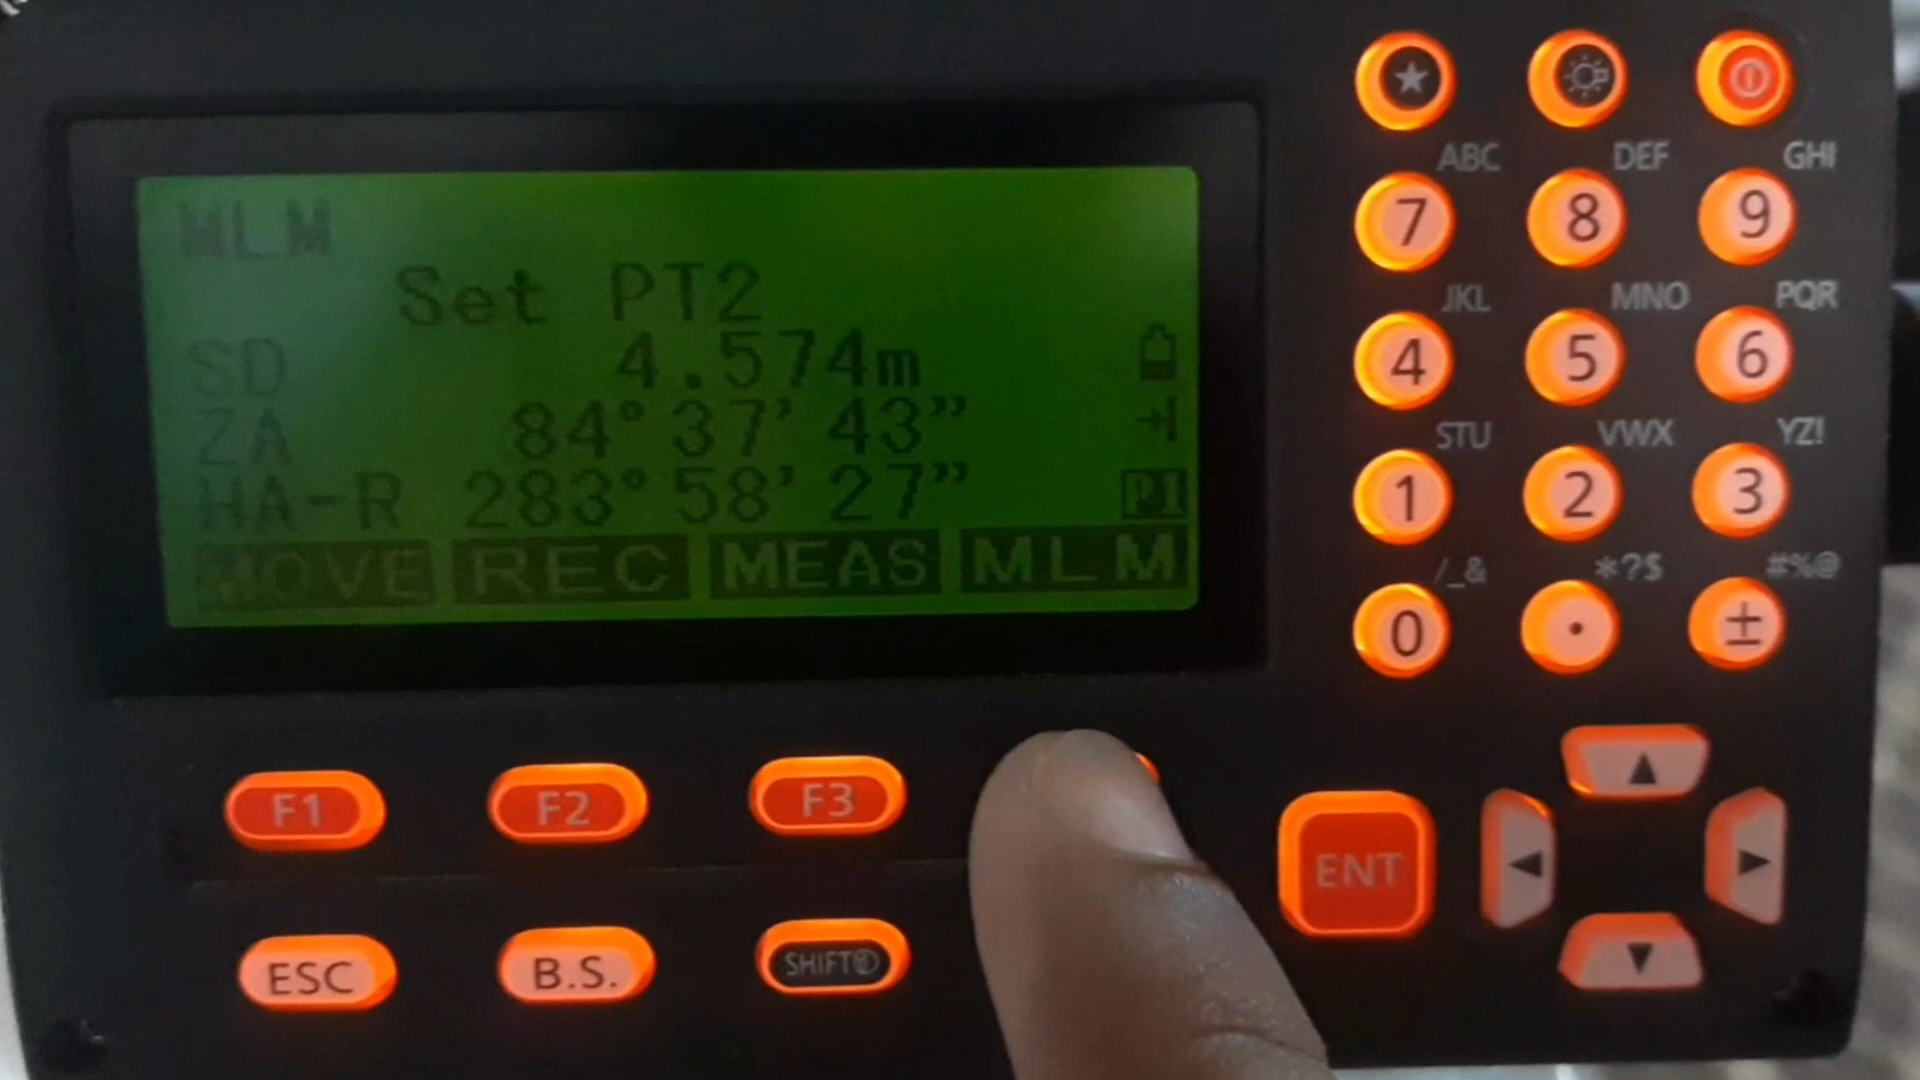 MLM
Set PT2
SD 4.574m
ZA 84°37'43"
HA-R 283°58'27"
P1
MOVE REC MEAS MLM
F1 F2 F3
ESC B.S. SHIFT
ABC DEF GHI
7 8 9
JKL MNO PQR
4 5 6
STU VWX YZ!
1 2 3
/_& *?$ #%@
0 . ±
ENT